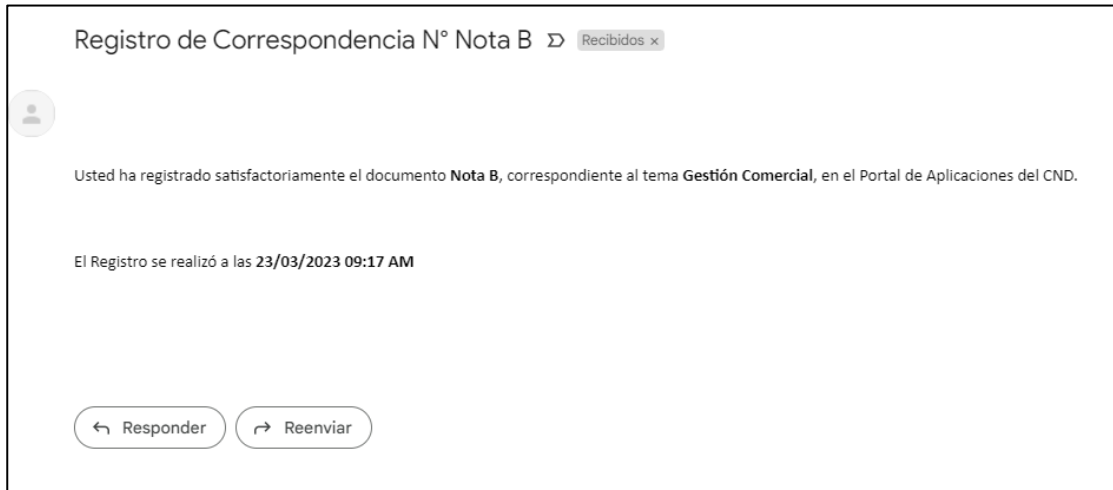 Registro de Correspondencia N° Nota B Recibidos x
Usted ha registrado satisfactoriamente el documento Nota B, correspondiente al tema Gestión Comercial, en el Portal de Aplicaciones del CND.
El Registro se realizó a las 23/03/2023 09:17 AM
Responder Reenviar